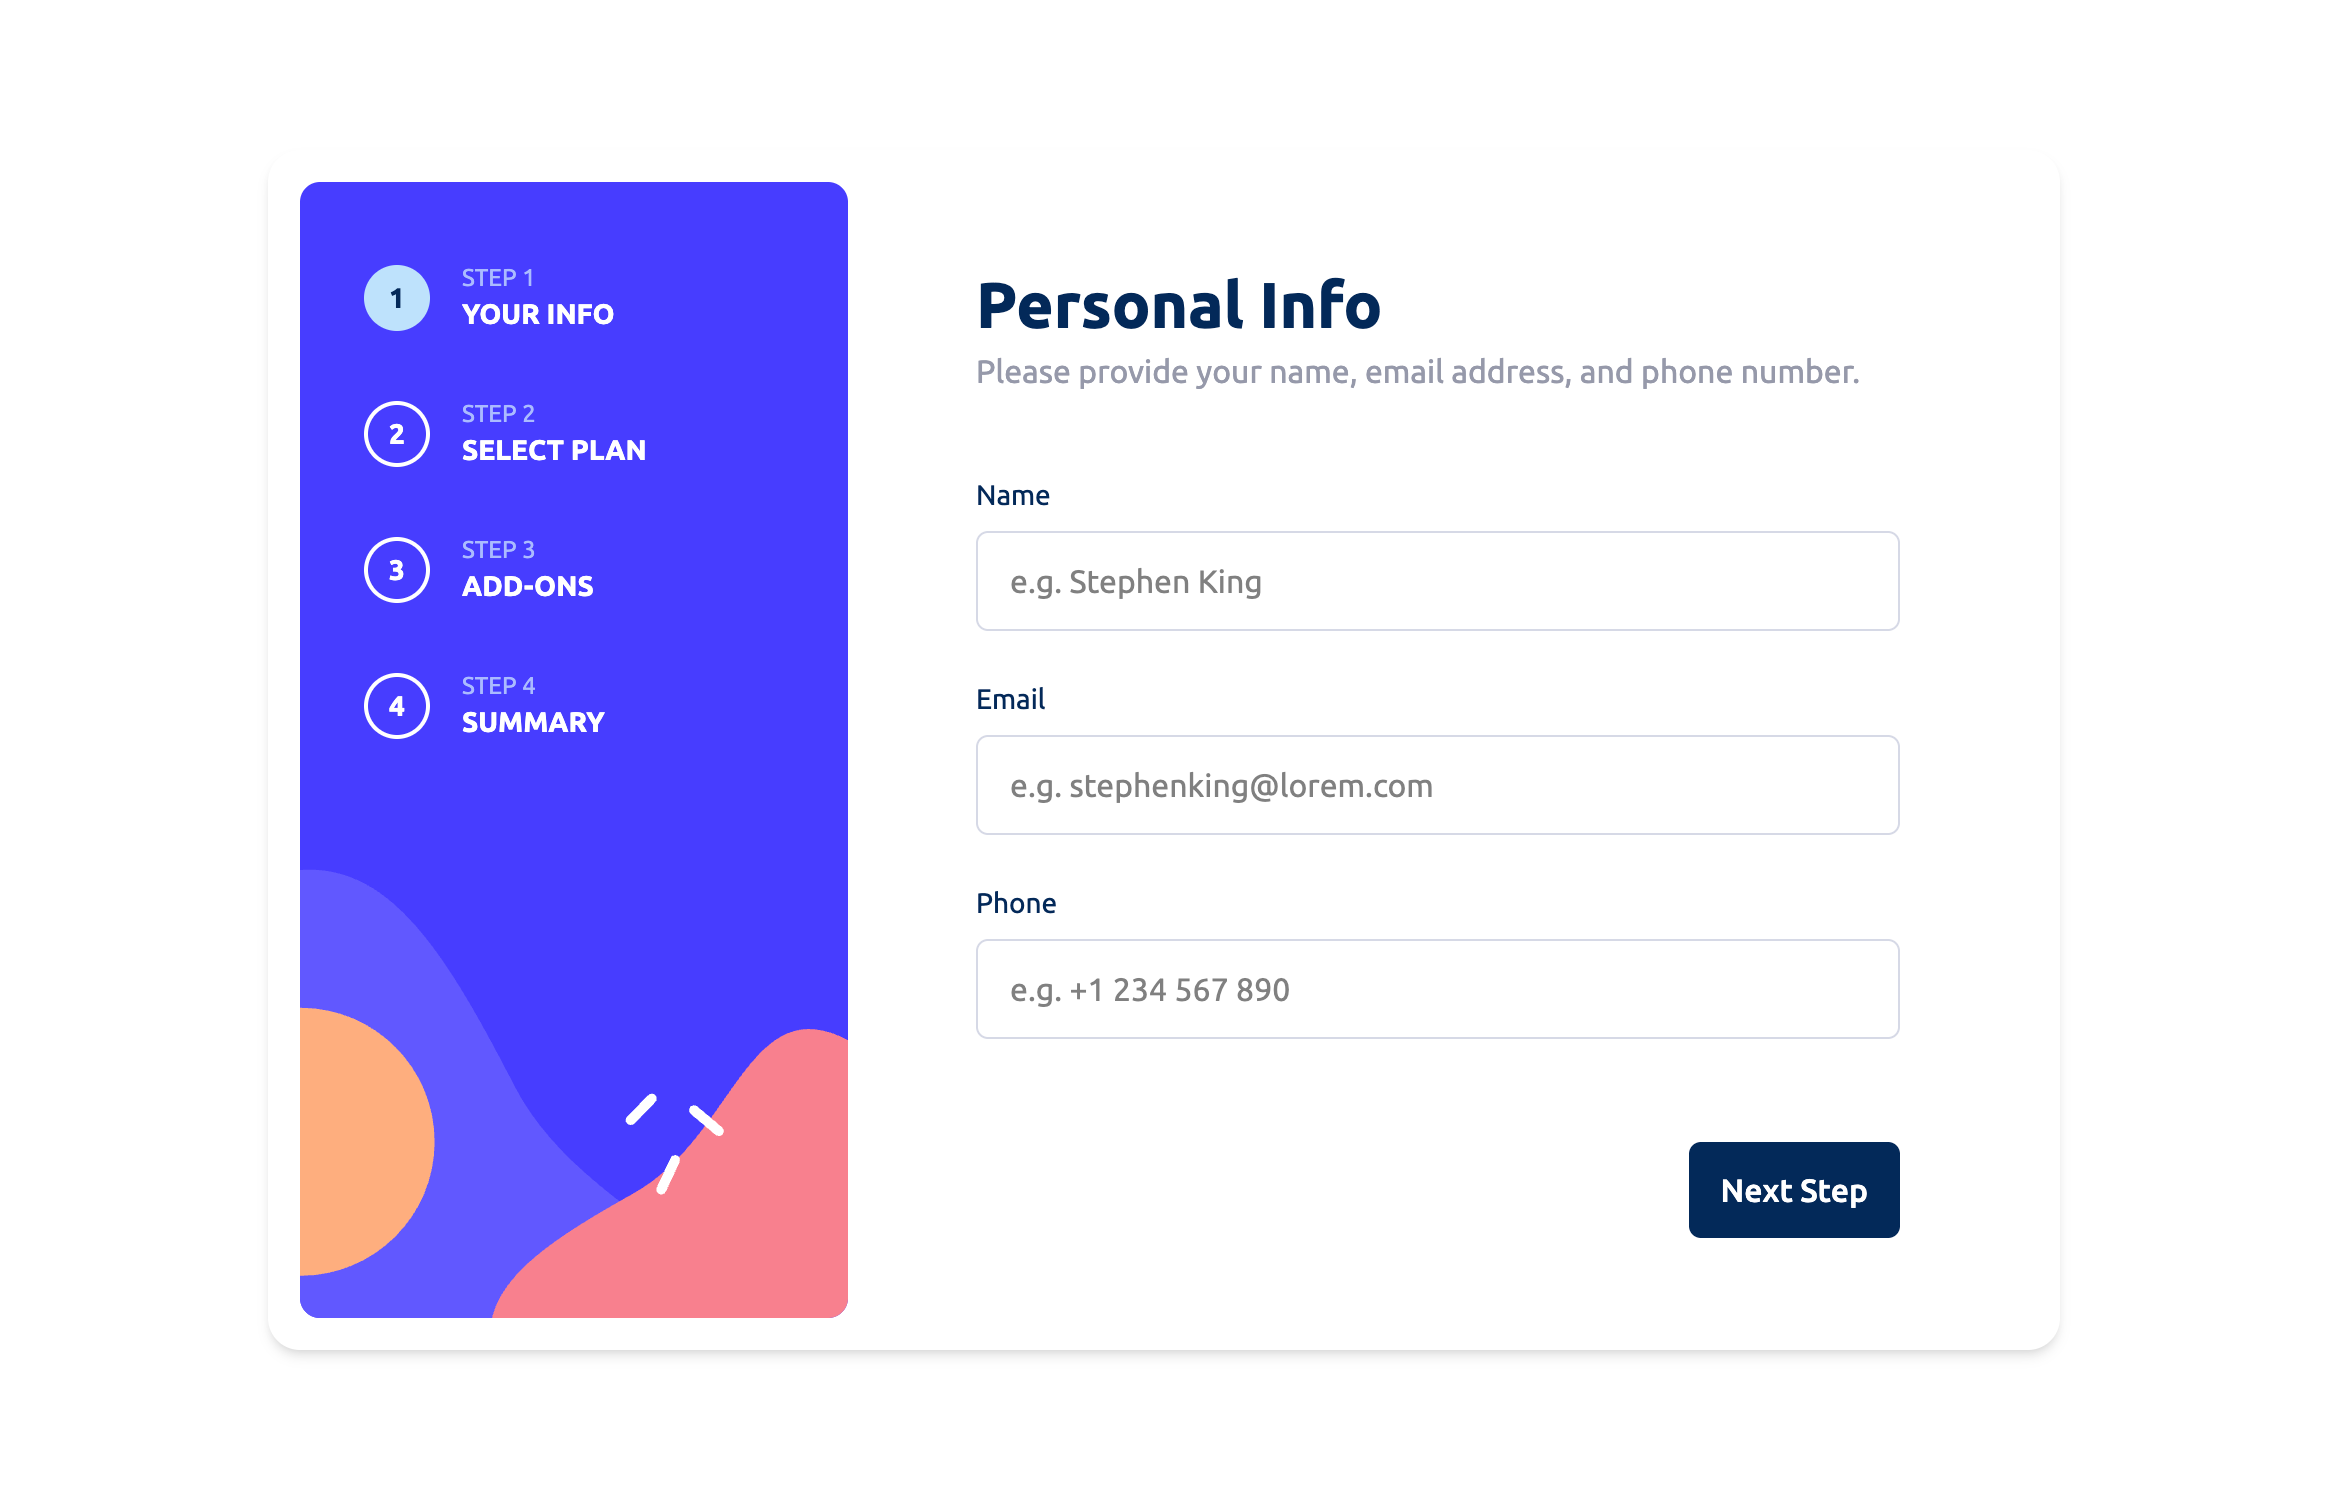 1
STEP 1
YOUR INFO
2
STEP 2
SELECT PLAN
3
STEP 3
ADD-ONS
4
STEP 4
SUMMARY
Personal Info
Please provide your name, email address, and phone number.
Name
e.g. Stephen King
Email
e.g. stephenking@lorem.com
Phone
e.g. +1 234 567 890
Next Step